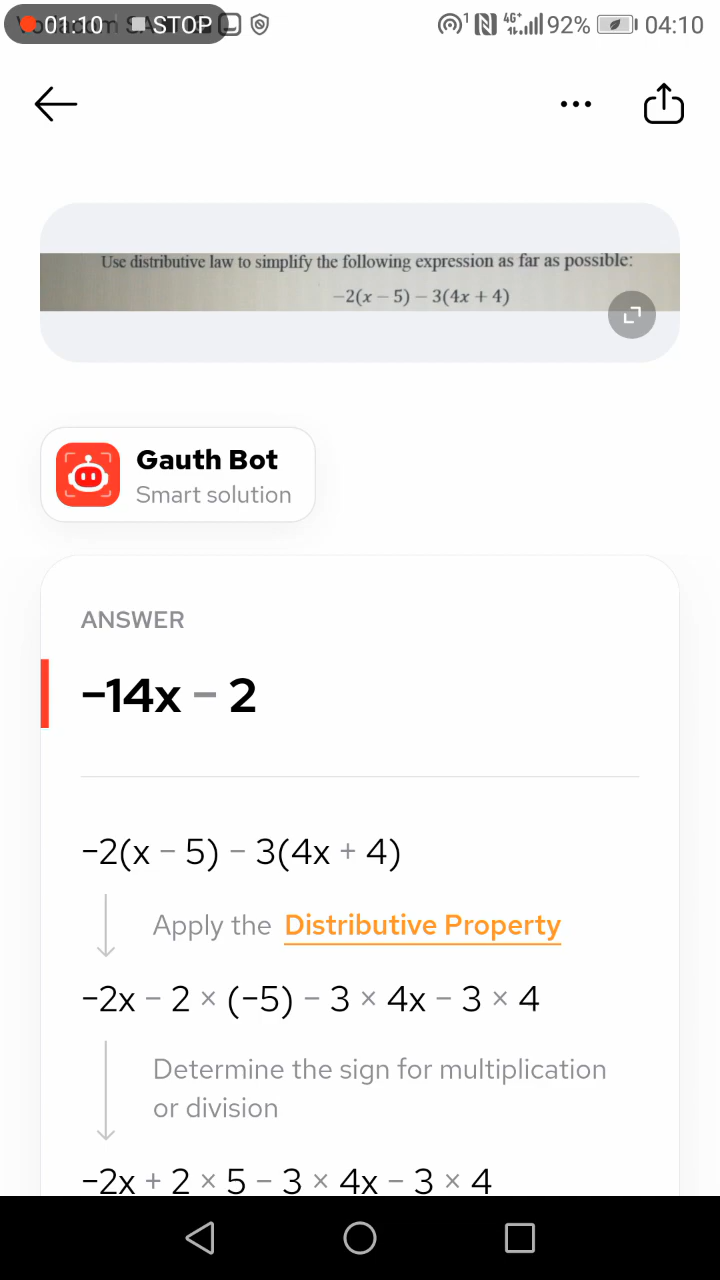 01:10 STOP 92% 04:10
Use distributive law to simplify the following expression as far as possible:
−2(x − 5) − 3(4x + 4)
Gauth Bot
Smart solution
ANSWER
−14x − 2
−2(x − 5) − 3(4x + 4)
Apply the Distributive Property
−2x − 2 × (−5) − 3 × 4x − 3 × 4
Determine the sign for multiplication
or division
−2x + 2 × 5 − 3 × 4x − 3 × 4